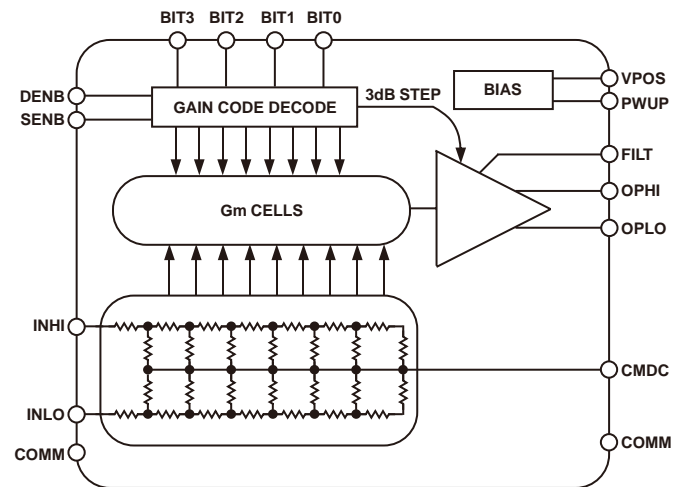 BIT3 BIT2 BIT1 BIT0
DENB
SENB
GAIN CODE DECODE
3dB STEP
BIAS
VPOS
PWUP
FILT
OPHI
OPLO
Gm CELLS
INHI
CMDC
INLO
COMM
COMM